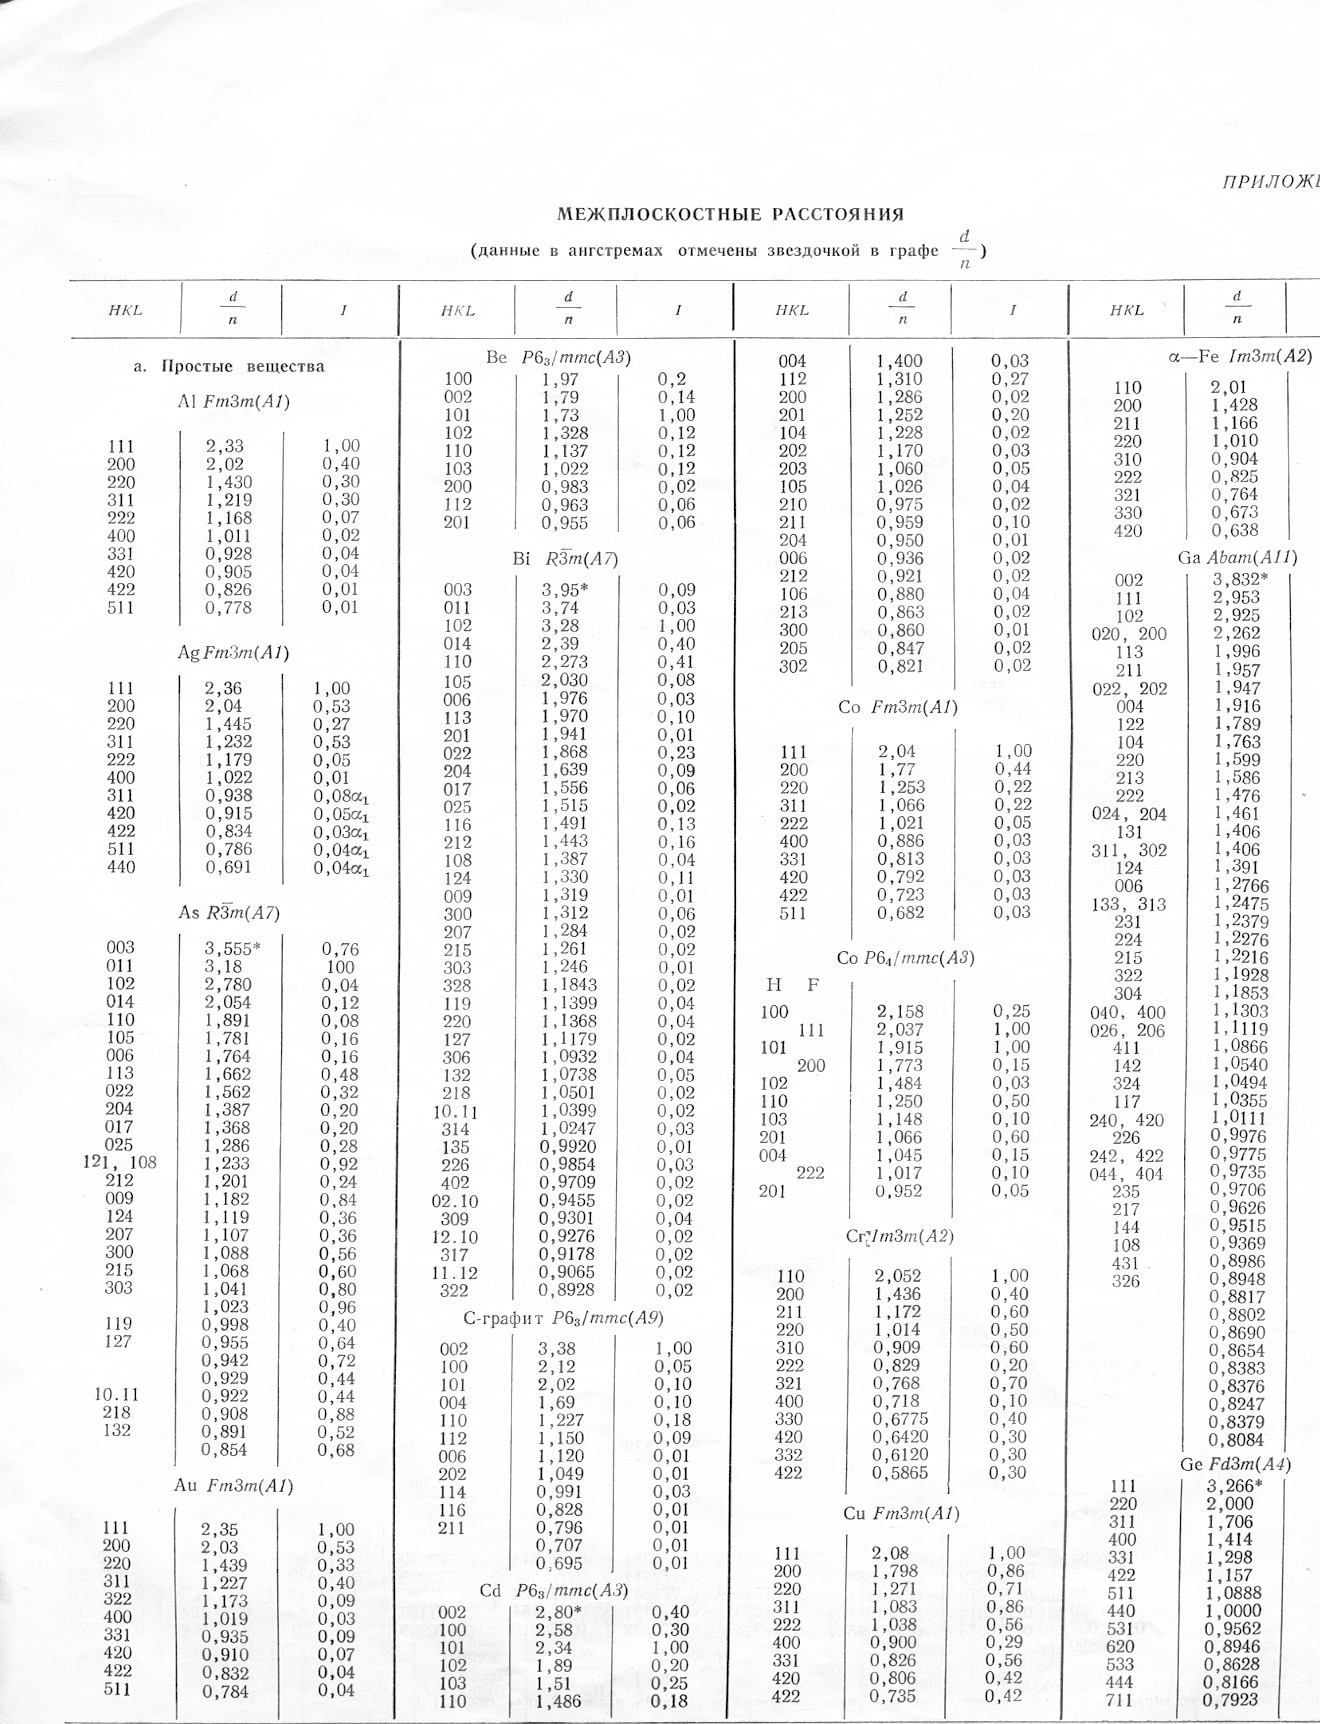 ПРИЛОЖЕ
МЕЖПЛОСКОСТНЫЕ РАССТОЯНИЯ
(данные в ангстремах отмечены звездочкой в графе d/n)
HKL d/n I HKL d/n I HKL d/n I HKL d/n
а. Простые вещества
Al Fm3m(A1)
111 2,33 1,00
200 2,02 0,40
220 1,430 0,30
311 1,219 0,30
222 1,168 0,07
400 1,011 0,02
331 0,928 0,04
420 0,905 0,04
422 0,826 0,01
511 0,778 0,01
Ag Fm3m(A1)
111 2,36 1,00
200 2,04 0,53
220 1,445 0,27
311 1,232 0,53
222 1,179 0,05
400 1,022 0,01
311 0,938 0,08α₁
420 0,915 0,05α₁
422 0,834 0,03α₁
511 0,786 0,04α₁
440 0,691 0,04α₁
As R3̅m(A7)
003 3,555* 0,76
011 3,18 100
102 2,780 0,04
014 2,054 0,12
110 1,891 0,08
105 1,781 0,16
006 1,764 0,16
113 1,662 0,48
022 1,562 0,32
204 1,387 0,20
017 1,368 0,20
025 1,286 0,28
121, 108 1,233 0,92
212 1,201 0,24
009 1,182 0,84
124 1,119 0,36
207 1,107 0,36
300 1,088 0,56
215 1,068 0,60
303 1,041 0,80
1,023 0,96
119 0,998 0,40
127 0,955 0,64
0,942 0,72
0,929 0,44
10.11 0,922 0,44
218 0,908 0,88
132 0,891 0,52
0,854 0,68
Au Fm3m(A1)
111 2,35 1,00
200 2,03 0,53
220 1,439 0,33
311 1,227 0,40
322 1,173 0,09
400 1,019 0,03
331 0,935 0,09
420 0,910 0,07
422 0,832 0,04
511 0,784 0,04
Be P6₃/mmc(A3)
100 1,97 0,2
002 1,79 0,14
101 1,73 1,00
102 1,328 0,12
110 1,137 0,12
103 1,022 0,12
200 0,983 0,02
112 0,963 0,06
201 0,955 0,06
Bi R3̅m(A7)
003 3,95* 0,09
011 3,74 0,03
102 3,28 1,00
014 2,39 0,40
110 2,273 0,41
105 2,030 0,08
006 1,976 0,03
113 1,970 0,10
201 1,941 0,01
022 1,868 0,23
204 1,639 0,09
017 1,556 0,06
025 1,515 0,02
116 1,491 0,13
212 1,443 0,16
108 1,387 0,04
124 1,330 0,11
009 1,319 0,01
300 1,312 0,06
207 1,284 0,02
215 1,261 0,02
303 1,246 0,01
328 1,1843 0,02
119 1,1399 0,04
220 1,1368 0,04
127 1,1179 0,02
306 1,0932 0,04
132 1,0738 0,05
218 1,0501 0,02
10.11 1,0399 0,02
314 1,0247 0,03
135 0,9920 0,01
226 0,9854 0,03
402 0,9709 0,02
02.10 0,9455 0,02
309 0,9301 0,04
12.10 0,9276 0,02
317 0,9178 0,02
11.12 0,9065 0,02
322 0,8928 0,02
С-графит P6₃/mmc(A9)
002 3,38 1,00
100 2,12 0,05
101 2,02 0,10
004 1,69 0,10
110 1,227 0,18
112 1,150 0,09
006 1,120 0,01
202 1,049 0,01
114 0,991 0,03
116 0,828 0,01
211 0,796 0,01
0,707 0,01
0,695 0,01
Cd P6₃/mmc(A3)
002 2,80* 0,40
100 2,58 0,30
101 2,34 1,00
102 1,89 0,20
103 1,51 0,25
110 1,486 0,18
004 1,400 0,03
112 1,310 0,27
200 1,286 0,02
201 1,252 0,20
104 1,228 0,02
202 1,170 0,03
203 1,060 0,05
105 1,026 0,04
210 0,975 0,02
211 0,959 0,10
204 0,950 0,01
006 0,936 0,02
212 0,921 0,02
106 0,880 0,04
213 0,863 0,02
300 0,860 0,01
205 0,847 0,02
302 0,821 0,02
Co Fm3m(A1)
111 2,04 1,00
200 1,77 0,44
220 1,253 0,22
311 1,066 0,22
222 1,021 0,05
400 0,886 0,03
331 0,813 0,03
420 0,792 0,03
422 0,723 0,03
511 0,682 0,03
Co P6₄/mmc(A3)
H F
100 2,158 0,25
111 2,037 1,00
101 1,915 1,00
200 1,773 0,15
102 1,484 0,03
110 1,250 0,50
103 1,148 0,10
201 1,066 0,60
004 1,045 0,15
222 1,017 0,10
201 0,952 0,05
Cr Im3m(A2)
110 2,052 1,00
200 1,436 0,40
211 1,172 0,60
220 1,014 0,50
310 0,909 0,60
222 0,829 0,20
321 0,768 0,70
400 0,718 0,10
330 0,6775 0,40
420 0,6420 0,30
332 0,6120 0,30
422 0,5865 0,30
Cu Fm3m(A1)
111 2,08 1,00
200 1,798 0,86
220 1,271 0,71
311 1,083 0,86
222 1,038 0,56
400 0,900 0,29
331 0,826 0,56
420 0,806 0,42
422 0,735 0,42
α—Fe Im3m(A2)
110 2,01
200 1,428
211 1,166
220 1,010
310 0,904
222 0,825
321 0,764
330 0,673
420 0,638
Ga Abam(A11)
002 3,832*
111 2,953
102 2,925
020, 200 2,262
113 1,996
211 1,957
022, 202 1,947
004 1,916
122 1,789
104 1,763
220 1,599
213 1,586
222 1,476
024, 204 1,461
131 1,406
311, 302 1,406
124 1,391
006 1,2766
133, 313 1,2475
231 1,2379
224 1,2276
215 1,2216
322 1,1928
304 1,1853
040, 400 1,1303
026, 206 1,1119
411 1,0866
142 1,0540
324 1,0494
117 1,0355
240, 420 1,0111
226 0,9976
242, 422 0,9775
044, 404 0,9735
235 0,9706
217 0,9626
144 0,9515
108 0,9369
431 0,8986
326 0,8948
0,8817
0,8802
0,8690
0,8654
0,8383
0,8376
0,8247
0,8379
0,8084
Ge Fd3m(A4)
111 3,266*
220 2,000
311 1,706
400 1,414
331 1,298
422 1,157
511 1,0888
440 1,0000
531 0,9562
620 0,8946
533 0,8628
444 0,8166
711 0,7923